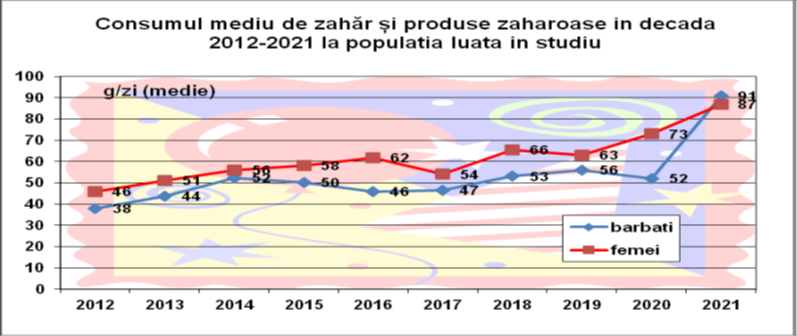 Consumul mediu de zahăr și produse zaharoase in decada
2012-2021 la populatia luata in studiu
g/zi (medie)
100
90
80
70
60
50
40
30
20
10
0
46 51 56 58 62 54 66 63 73 87
38 44 52 50 46 47 53 56 52 91
barbati
femei
2012 2013 2014 2015 2016 2017 2018 2019 2020 2021